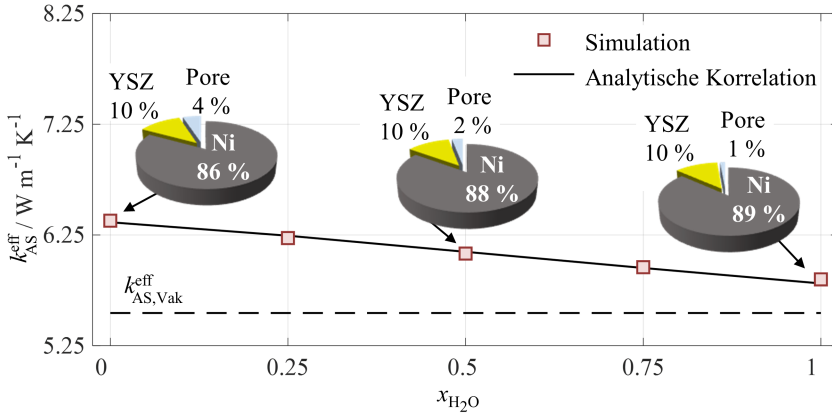 8.25
7.25
6.25
5.25
k_AS^eff / W m⁻¹ K⁻¹
Simulation
Analytische Korrelation
YSZ
10 %
Pore
4 %
Ni
86 %
YSZ
10 %
Pore
2 %
Ni
88 %
YSZ
10 %
Pore
1 %
Ni
89 %
k_AS,Vak^eff
0
0.25
0.5
0.75
1
x_H₂O